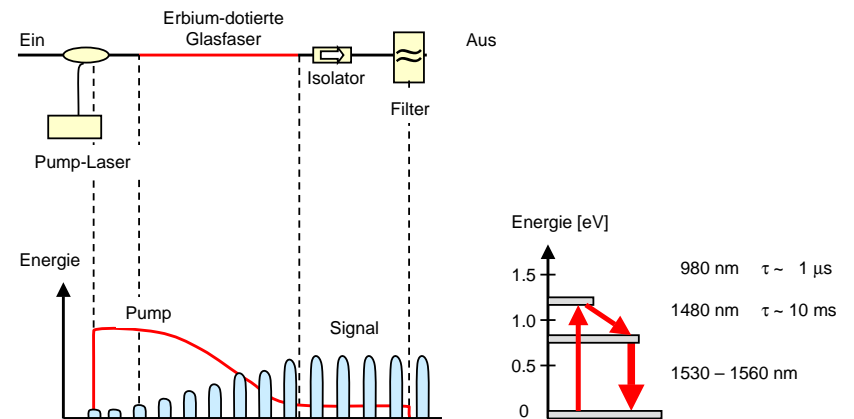 Erbium-dotierte
Glasfaser
Ein
Aus
Isolator
Filter
Pump-Laser
Energie
Pump
Signal
Energie [eV]
1.5
1.0
0.5
0
980 nm τ ~ 1 μs
1480 nm τ ~ 10 ms
1530 – 1560 nm